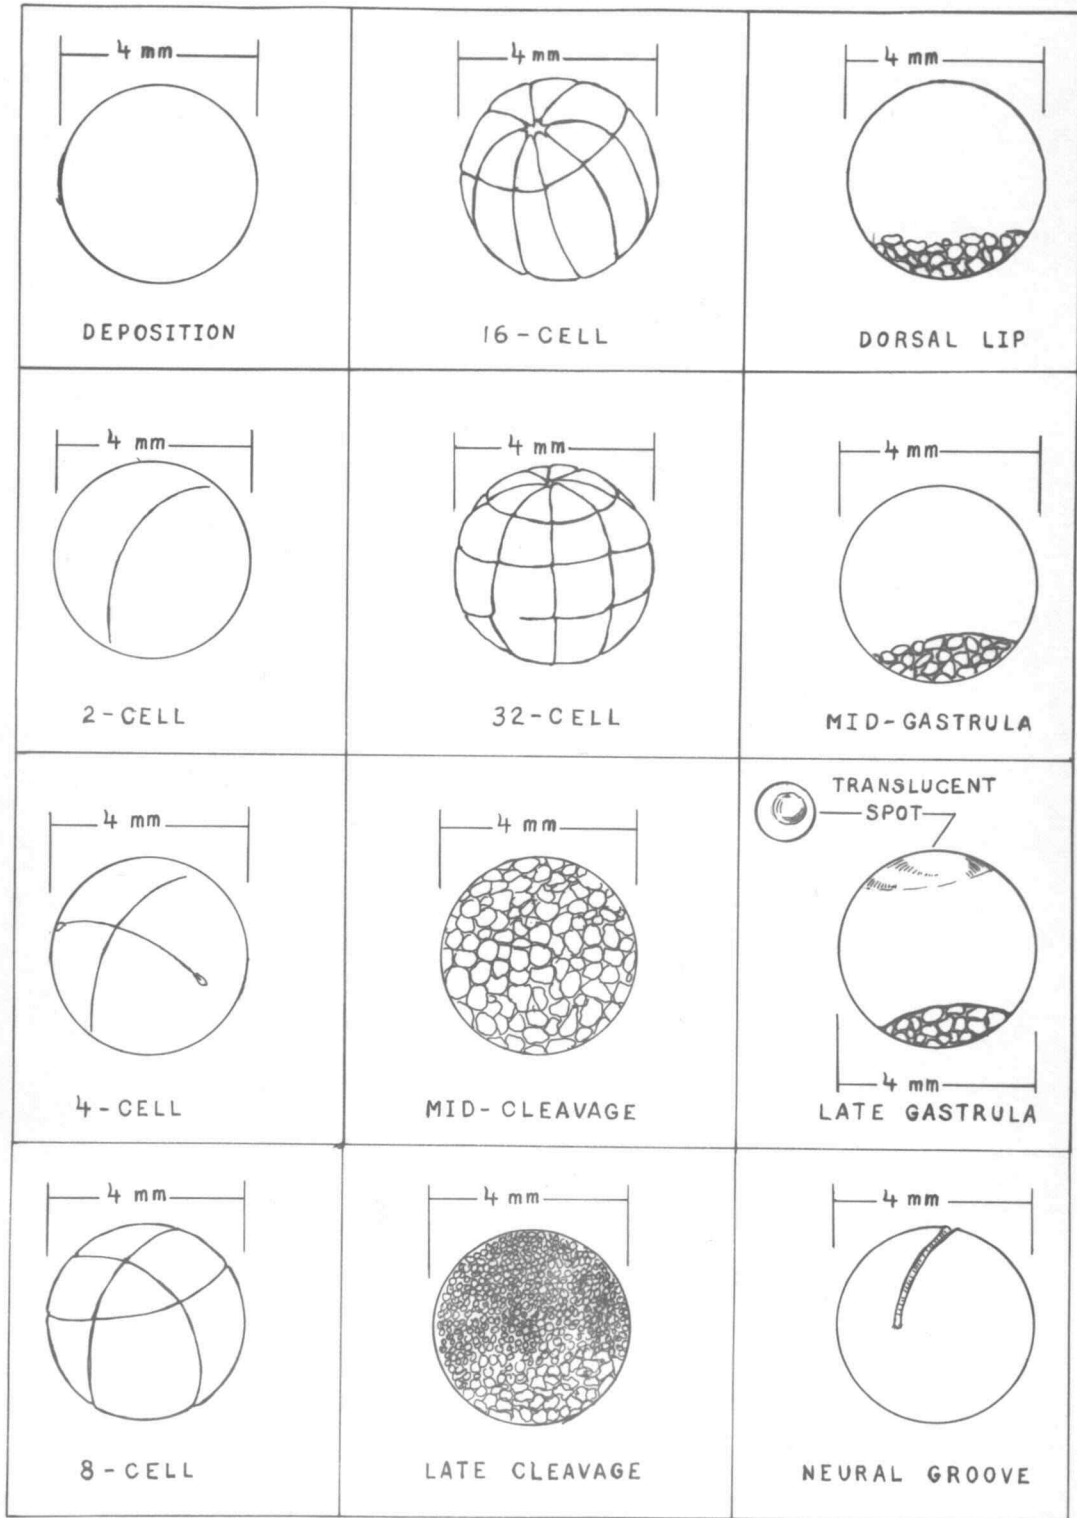 4 mm
DEPOSITION
4 mm
2-CELL
4 mm
4-CELL
4 mm
8-CELL
4 mm
16-CELL
4 mm
32-CELL
4 mm
MID-CLEAVAGE
4 mm
LATE CLEAVAGE
4 mm
DORSAL LIP
4 mm
MID-GASTRULA
TRANSLUCENT
SPOT
4 mm
LATE GASTRULA
4 mm
NEURAL GROOVE